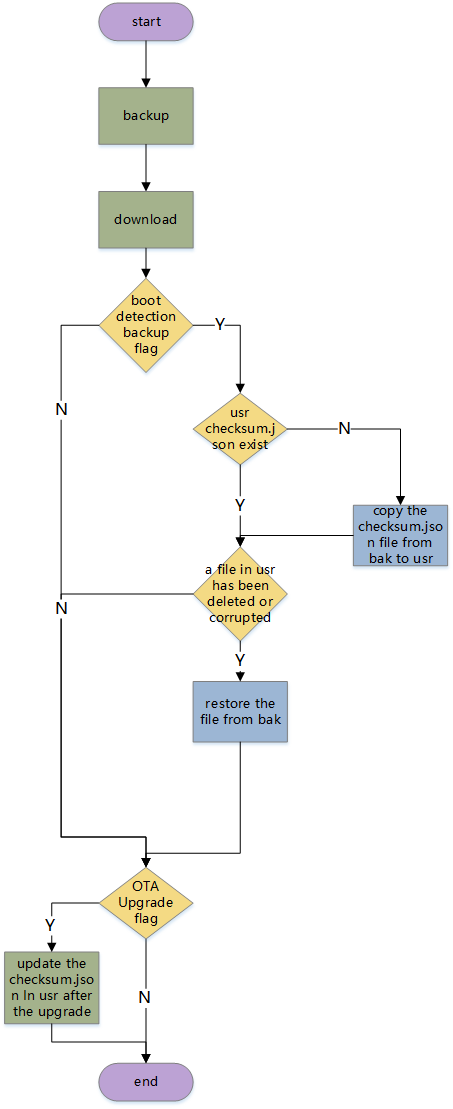 start
backup
download
boot
detection
backup
flag
Y
N
usr
checksum.j
son exist
N
Y
copy the
checksum.jso
n file from
bak to usr
a file in usr
has been
deleted or
corrupted
N
Y
restore the
file from bak
OTA
Upgrade
flag
Y
update the
checksum.jso
n ln usr after
the upgrade
N
end